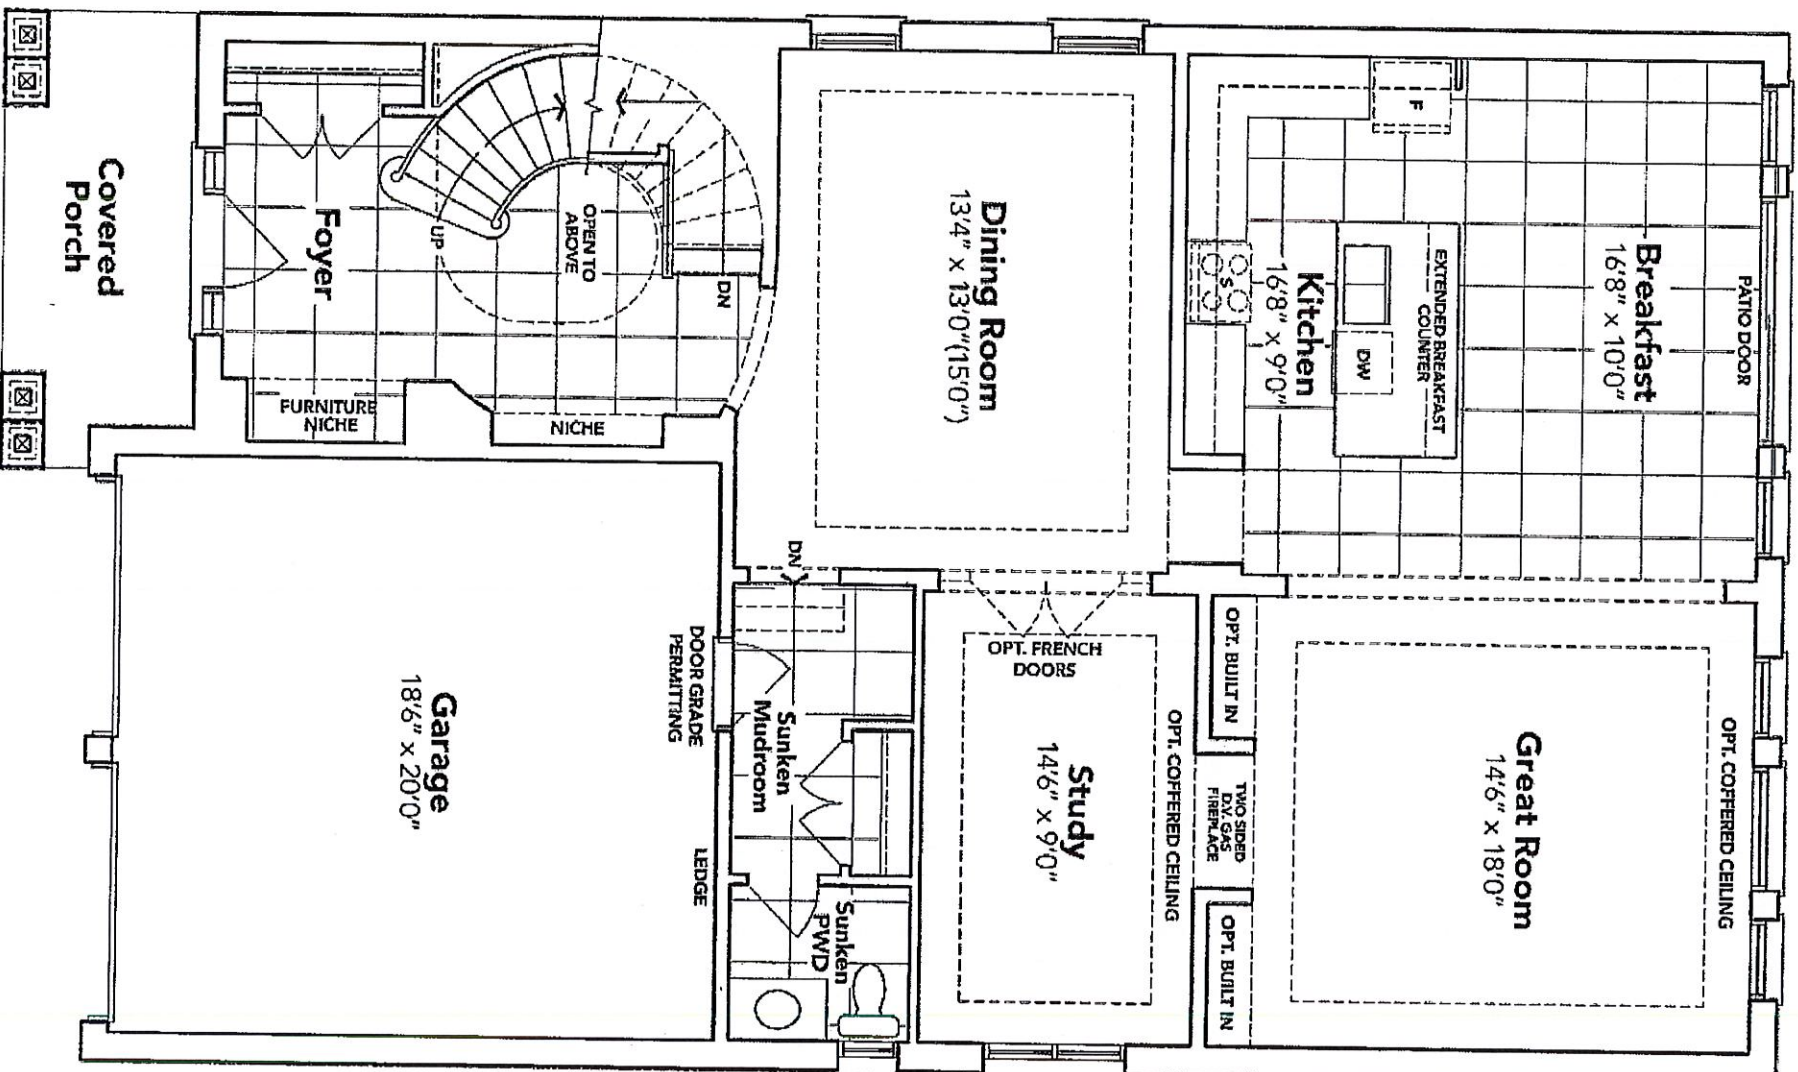 PATIO DOOR
Breakfast
16'8" x 10'0"
EXTENDED BREAKFAST
COUNTER
F
DW
Kitchen
16'8" x 9'0"
S
OPT. COFFERED CEILING
Great Room
14'6" x 18'0"
OPT. BUILT IN
TWO SIDED
D.V. GAS
FIREPLACE
OPT. BUILT IN
Dining Room
13'4" x 13'0"(15'0")
OPT. COFFERED CEILING
Study
14'6" x 9'0"
OPT. FRENCH
DOORS
DN
OPEN TO
ABOVE
UP
NICHE
DN
Sunken
Mudroom
Sunken
PWD
DOOR GRADE
PERMITTING
LEDGE
Foyer
FURNITURE
NICHE
Garage
18'6" x 20'0"
Covered
Porch